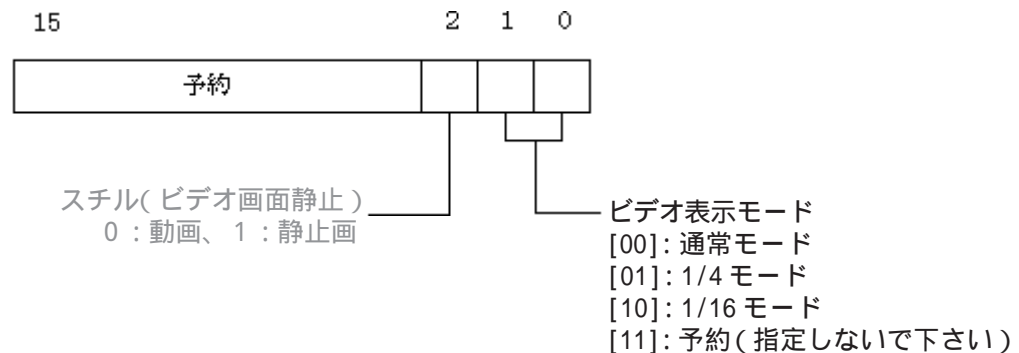 15 2 1 0
予約
スチル(ビデオ画面静止)
0:動画、1:静止画
ビデオ表示モード
[00]:通常モード
[01]:1/4モード
[10]:1/16モード
[11]:予約(指定しないで下さい)